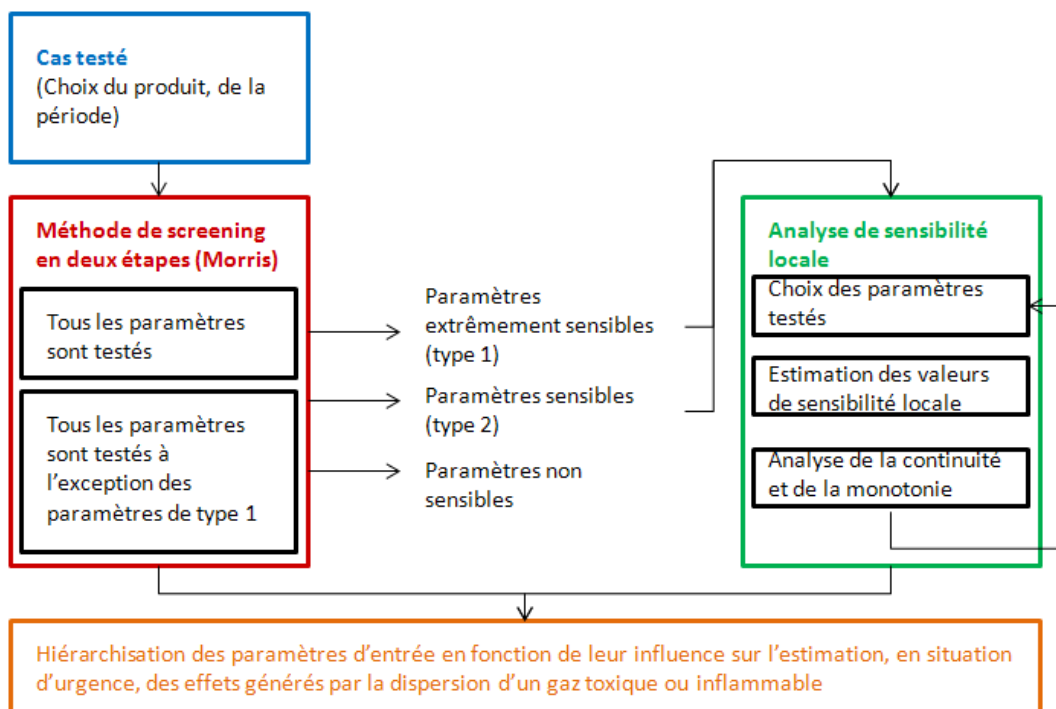 Cas testé
(Choix du produit, de la
période)
Méthode de screening
en deux étapes (Morris)
Tous les paramètres
sont testés
Tous les paramètres
sont testés à
l’exception des
paramètres de type 1
Paramètres
extrêmement sensibles
(type 1)
Paramètres sensibles
(type 2)
Paramètres non
sensibles
Analyse de sensibilité
locale
Choix des paramètres
testés
Estimation des valeurs
de sensibilité locale
Analyse de la continuité
et de la monotonie
Hiérarchisation des paramètres d’entrée en fonction de leur influence sur l’estimation, en situation
d’urgence, des effets générés par la dispersion d’un gaz toxique ou inflammable